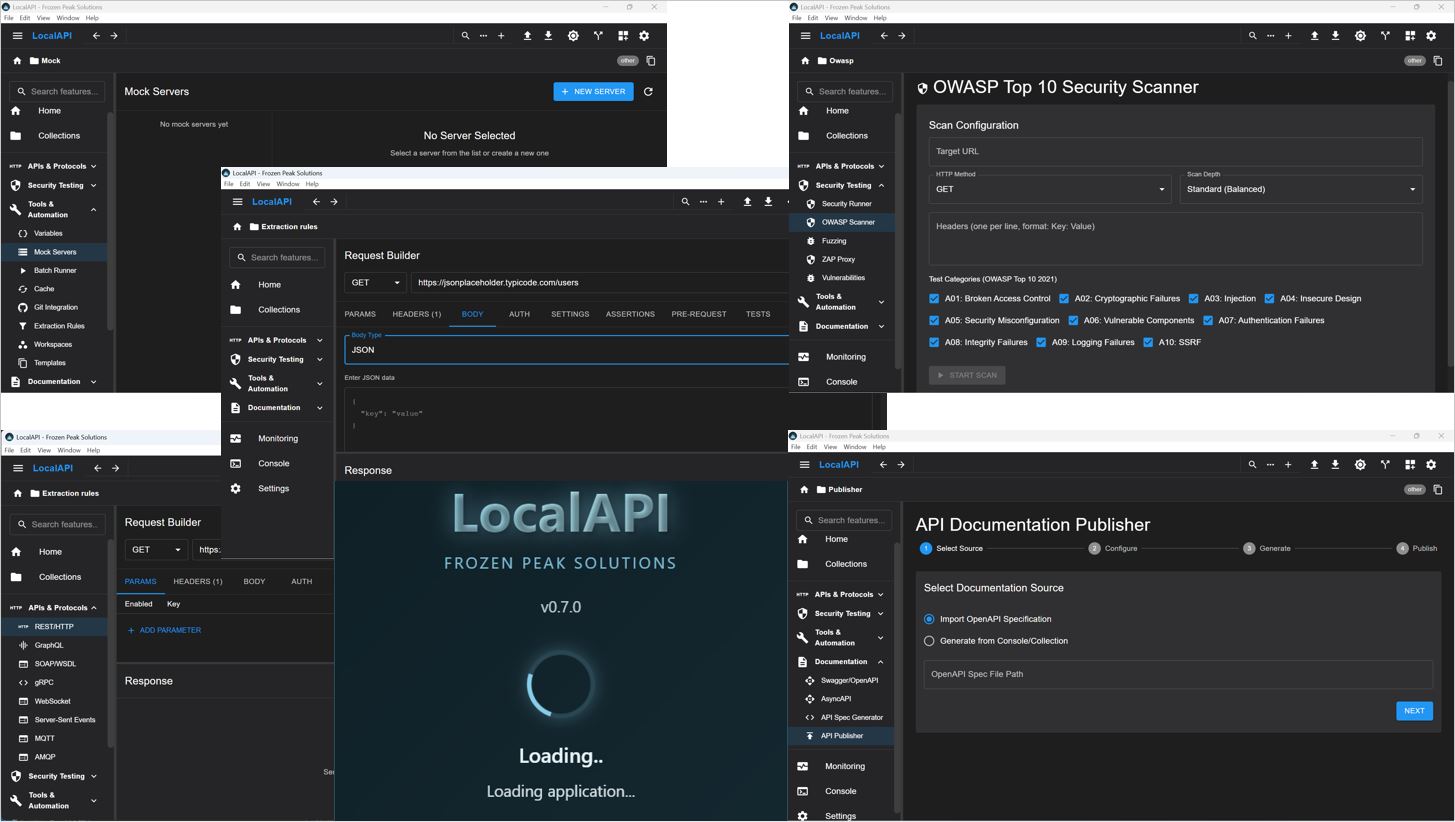 LocalAPI - Frozen Peak Solutions
File Edit View Window Help
LocalAPI
Mock
other
Search features...
Home
Collections
HTTP APIs & Protocols
Security Testing
Tools &
Automation
Variables
Mock Servers
Batch Runner
Cache
Git Integration
Extraction Rules
Workspaces
Templates
Documentation
Mock Servers
NEW SERVER
No mock servers yet
No Server Selected
Select a server from the list or create a new one
LocalAPI - Frozen Peak Solutions
File Edit View Window Help
LocalAPI
Owasp
other
Search features...
Home
Collections
HTTP APIs & Protocols
Security Testing
Security Runner
OWASP Scanner
Fuzzing
ZAP Proxy
Vulnerabilities
Tools &
Automation
Documentation
Monitoring
Console
OWASP Top 10 Security Scanner
Scan Configuration
Target URL
HTTP Method
GET
Scan Depth
Standard (Balanced)
Headers (one per line, format: Key: Value)
Test Categories (OWASP Top 10 2021)
A01: Broken Access Control A02: Cryptographic Failures A03: Injection A04: Insecure Design
A05: Security Misconfiguration A06: Vulnerable Components A07: Authentication Failures
A08: Integrity Failures A09: Logging Failures A10: SSRF
START SCAN
LocalAPI - Frozen Peak Solutions
File Edit View Window Help
LocalAPI
Extraction rules
Search features...
Home
Collections
HTTP APIs & Protocols
Security Testing
Tools &
Automation
Documentation
Monitoring
Console
Settings
Request Builder
GET https://jsonplaceholder.typicode.com/users
PARAMS HEADERS (1) BODY AUTH SETTINGS ASSERTIONS PRE-REQUEST TESTS
Body Type
JSON
Enter JSON data
{
"key": "value"
}
Response
LocalAPI - Frozen Peak Solutions
File Edit View Window Help
LocalAPI
Extraction rules
Search features..
Home
Collections
HTTP APIs & Protocols
HTTP REST/HTTP
GraphQL
SOAP/WSDL
gRPC
WebSocket
Server-Sent Events
MQTT
AMQP
Security Testing
Tools &
Automation
Request Builder
GET https:
PARAMS HEADERS (1) BODY AUTH
Enabled Key
ADD PARAMETER
Response
LocalAPI
FROZEN PEAK SOLUTIONS
v0.7.0
Loading..
Loading application...
LocalAPI - Frozen Peak Solutions
File Edit View Window Help
LocalAPI
Publisher
other
Search features...
Home
Collections
HTTP APIs & Protocols
Security Testing
Tools &
Automation
Documentation
Swagger/OpenAPI
AsyncAPI
API Spec Generator
API Publisher
Monitoring
Console
Settings
API Documentation Publisher
1 Select Source 2 Configure 3 Generate 4 Publish
Select Documentation Source
Import OpenAPI Specification
Generate from Console/Collection
OpenAPI Spec File Path
NEXT